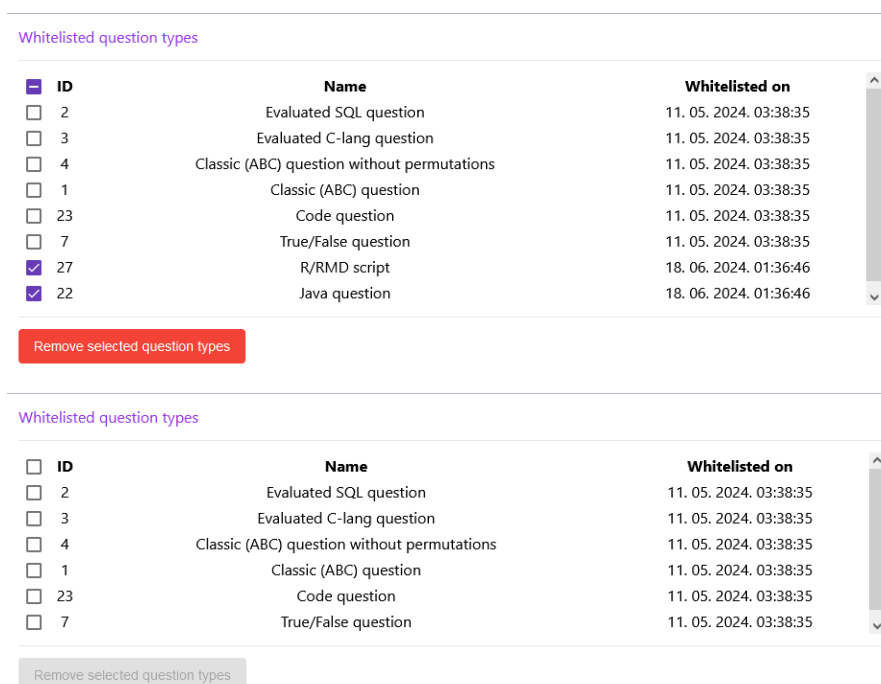 Whitelisted question types
ID Name Whitelisted on
2 Evaluated SQL question 11. 05. 2024. 03:38:35
3 Evaluated C-lang question 11. 05. 2024. 03:38:35
4 Classic (ABC) question without permutations 11. 05. 2024. 03:38:35
1 Classic (ABC) question 11. 05. 2024. 03:38:35
23 Code question 11. 05. 2024. 03:38:35
7 True/False question 11. 05. 2024. 03:38:35
27 R/RMD script 18. 06. 2024. 01:36:46
22 Java question 18. 06. 2024. 01:36:46
Remove selected question types
Whitelisted question types
ID Name Whitelisted on
2 Evaluated SQL question 11. 05. 2024. 03:38:35
3 Evaluated C-lang question 11. 05. 2024. 03:38:35
4 Classic (ABC) question without permutations 11. 05. 2024. 03:38:35
1 Classic (ABC) question 11. 05. 2024. 03:38:35
23 Code question 11. 05. 2024. 03:38:35
7 True/False question 11. 05. 2024. 03:38:35
Remove selected question types